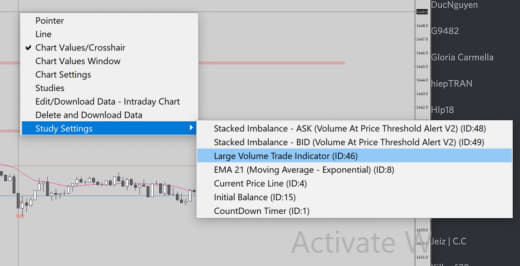 DucNguyen
Pointer
Line
G9482
Chart Values/Crosshair
Chart Values Window
Gloria Carmella
Chart Settings
Studies
hiepTRAN
Edit/Download Data - Intraday Chart
Delete and Download Data
HIp18
Study Settings
Stacked Imbalance - ASK (Volume At Price Threshold Alert V2) (ID:48)
Stacked Imbalance - BID (Volume At Price Threshold Alert V2) (ID:49)
Large Volume Trade Indicator (ID:46)
EMA 21 (Moving Average - Exponential) (ID:8)
Current Price Line (ID:4)
Initial Balance (ID:15)
CountDown Timer (ID:1)
Activate W
Jeiz | C.C